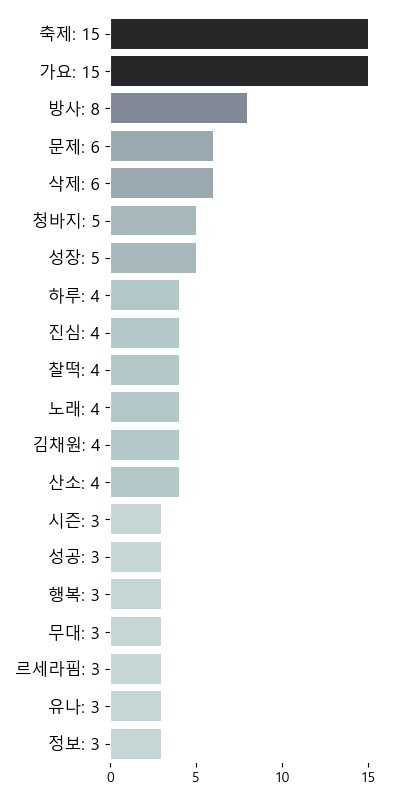 축제: 15
가요: 15
방사: 8
문제: 6
삭제: 6
청바지: 5
성장: 5
하루: 4
진심: 4
찰떡: 4
노래: 4
김채원: 4
산소: 4
시즌: 3
성공: 3
행복: 3
무대: 3
르세라핌: 3
유나: 3
정보: 3
0 5 10 15